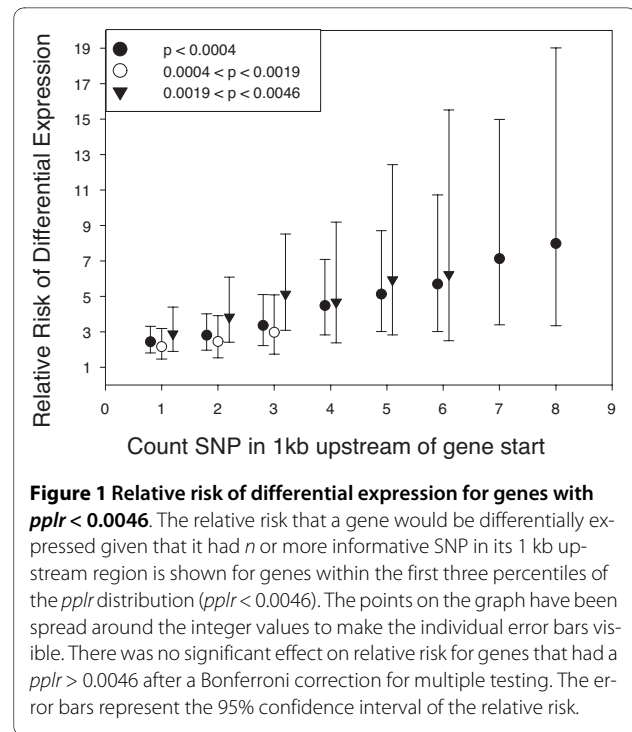 19
17
15
13
11
9
7
5
3
1
Relative Risk of Differential Expression
p < 0.0004
0.0004 < p < 0.0019
0.0019 < p < 0.0046
0 1 2 3 4 5 6 7 8 9
Count SNP in 1kb upstream of gene start
Figure 1 Relative risk of differential expression for genes with
pplr < 0.0046. The relative risk that a gene would be differentially ex-
pressed given that it had n or more informative SNP in its 1 kb up-
stream region is shown for genes within the first three percentiles of
the pplr distribution (pplr < 0.0046). The points on the graph have been
spread around the integer values to make the individual error bars vis-
ible. There was no significant effect on relative risk for genes that had a
pplr > 0.0046 after a Bonferroni correction for multiple testing. The er-
ror bars represent the 95% confidence interval of the relative risk.